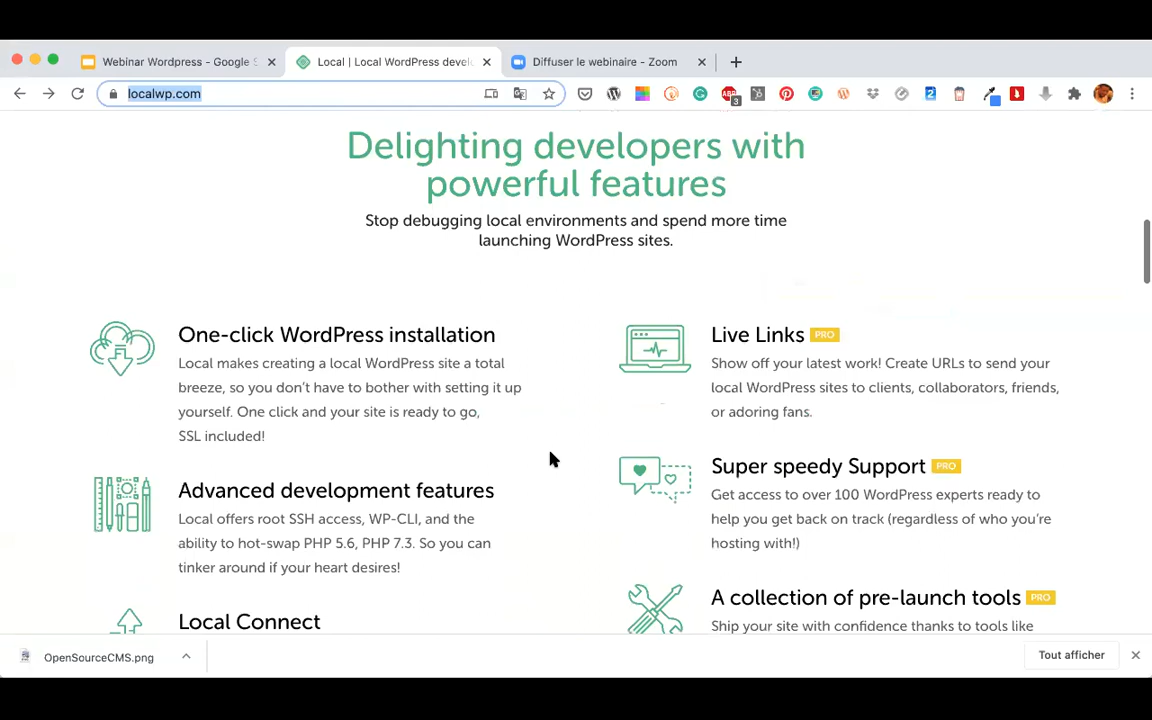 Webinar Wordpress - Google S
Local | Local WordPress develo
Diffuser le webinaire - Zoom
localwp.com
Delighting developers with
powerful features
Stop debugging local environments and spend more time
launching WordPress sites.
One-click WordPress installation
Local makes creating a local WordPress site a total
breeze, so you don't have to bother with setting it up
yourself. One click and your site is ready to go,
SSL included!
Advanced development features
Local offers root SSH access, WP-CLI, and the
ability to hot-swap PHP 5.6, PHP 7.3. So you can
tinker around if your heart desires!
Local Connect
Live Links PRO
Show off your latest work! Create URLs to send your
local WordPress sites to clients, collaborators, friends,
or adoring fans.
Super speedy Support PRO
Get access to over 100 WordPress experts ready to
help you get back on track (regardless of who you're
hosting with!)
A collection of pre-launch tools PRO
Ship your site with confidence thanks to tools like
OpenSourceCMS.png
Tout afficher